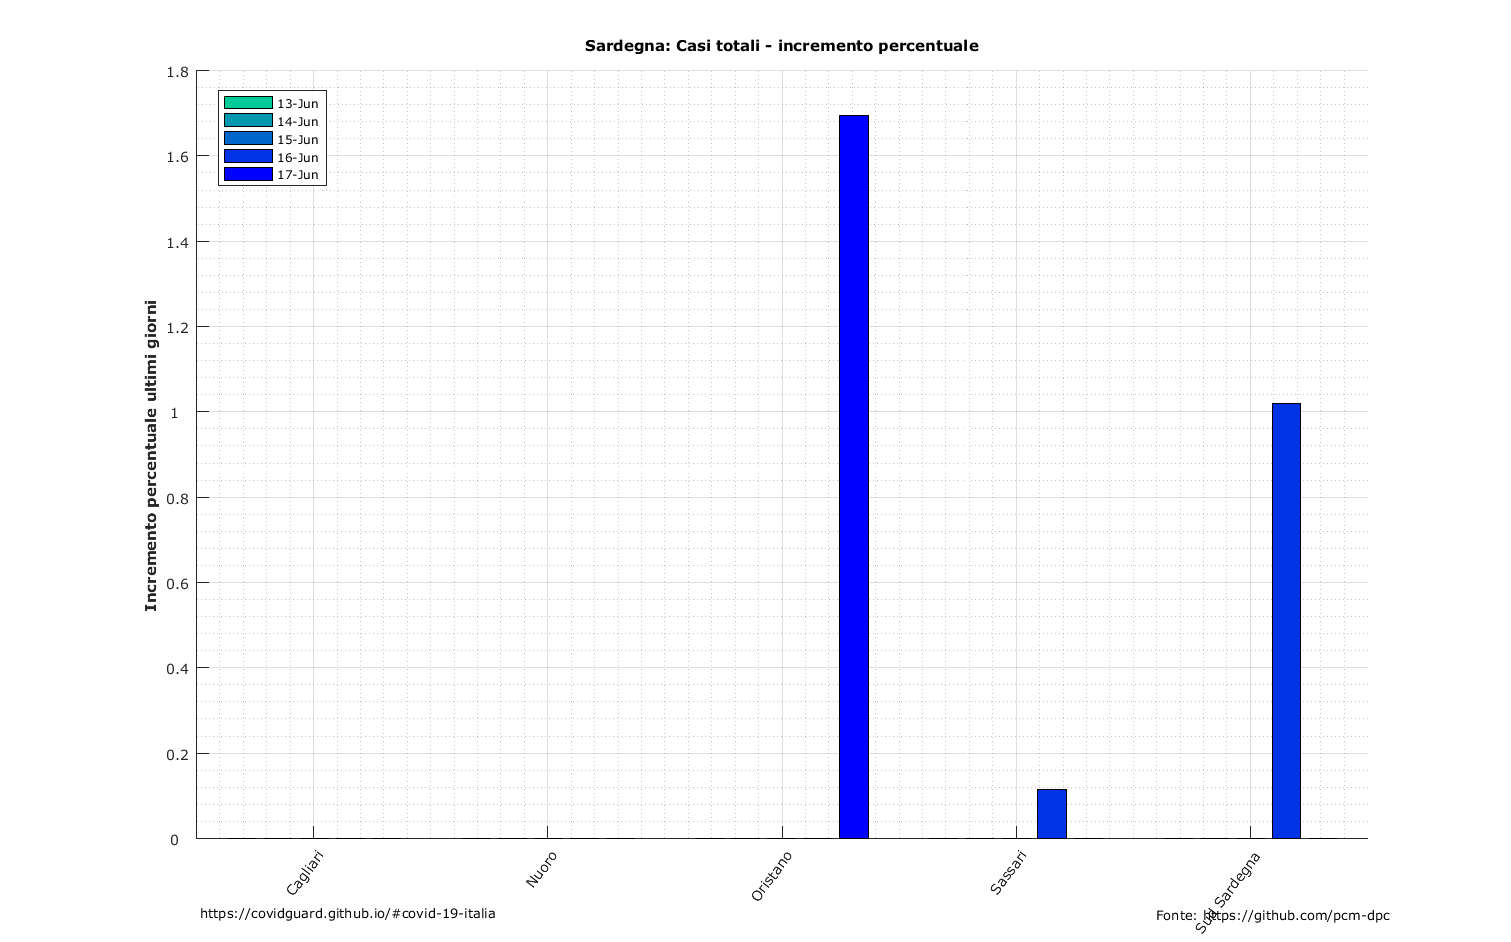 Sardegna: Casi totali - incremento percentuale
1.8
1.6
1.4
1.2
1
0.8
0.6
0.4
0.2
0
Incremento percentuale ultimi giorni
13-Jun
14-Jun
15-Jun
16-Jun
17-Jun
Cagliari
Nuoro
Oristano
Sassari
Sud Sardegna
https://covidguard.github.io/#covid-19-italia
Fonte: https://github.com/pcm-dpc